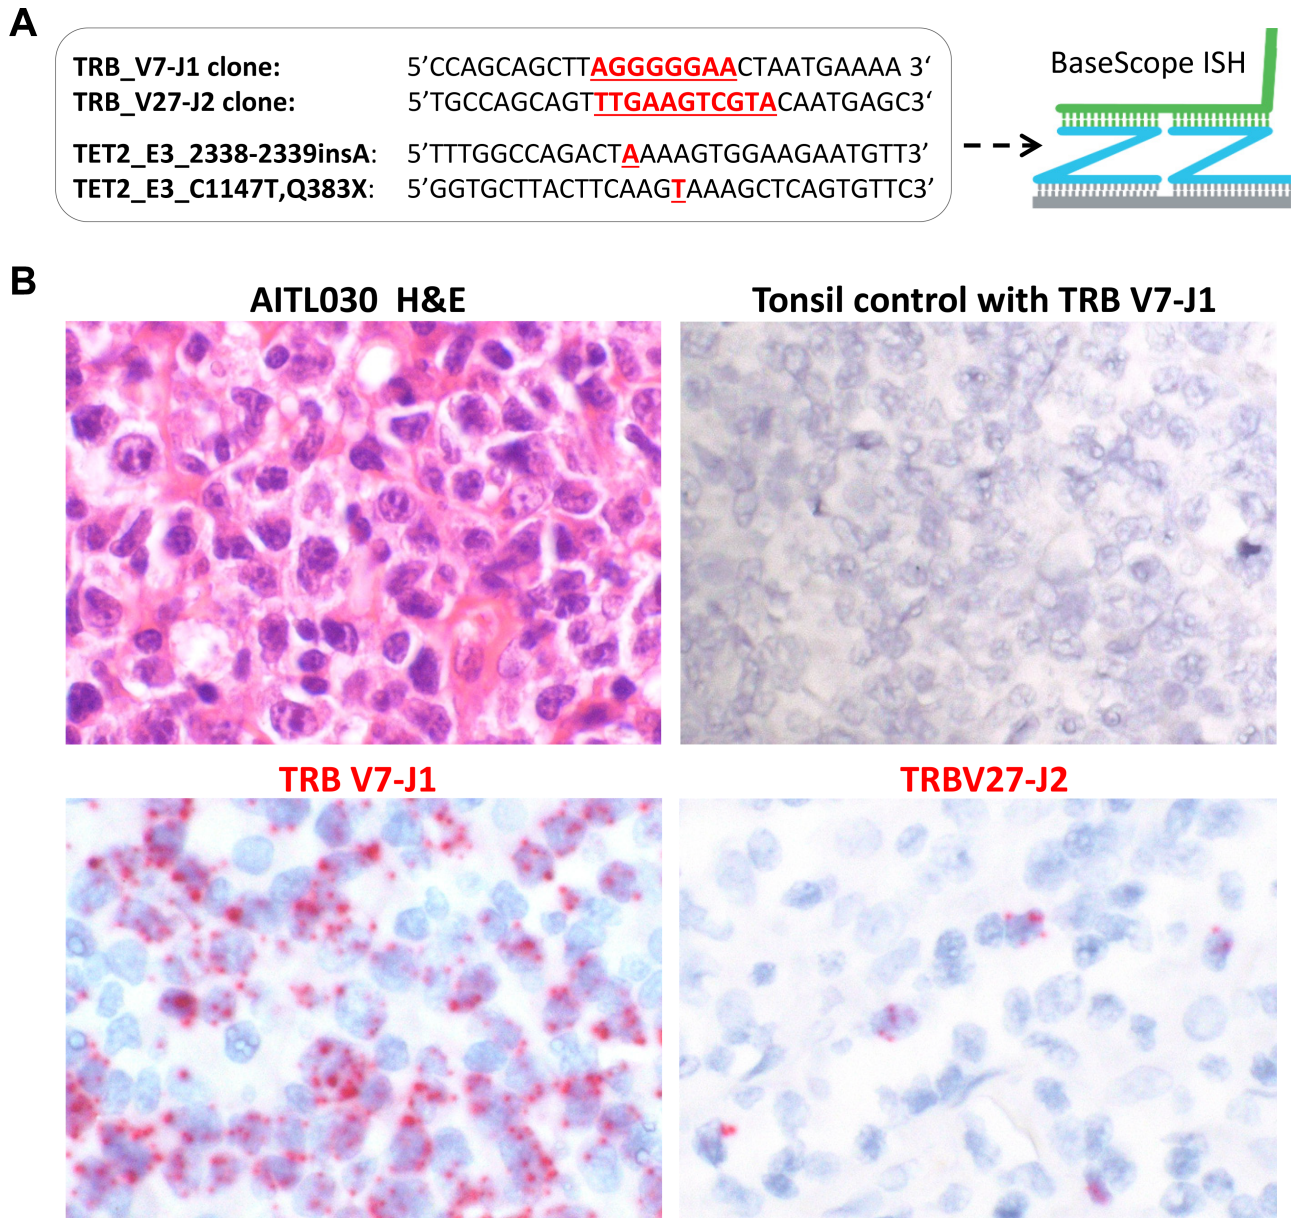 A
TRB_V7-J1 clone: 5’CCAGCAGCTTAGGGGGAACTAATGAAAA 3‘
TRB_V27-J2 clone: 5’TGCCAGCAGTTTGAAGTCGTACAATGAGC3‘
TET2_E3_2338-2339insA: 5’TTTGGCCAGACTAAAAGTGGAAGAATGTT3’
TET2_E3_C1147T,Q383X: 5’GGTGCTTACTTCAAGTAAAGCTCAGTGTTC3’
BaseScope ISH
B
AITL030 H&E
Tonsil control with TRB V7-J1
TRB V7-J1
TRBV27-J2